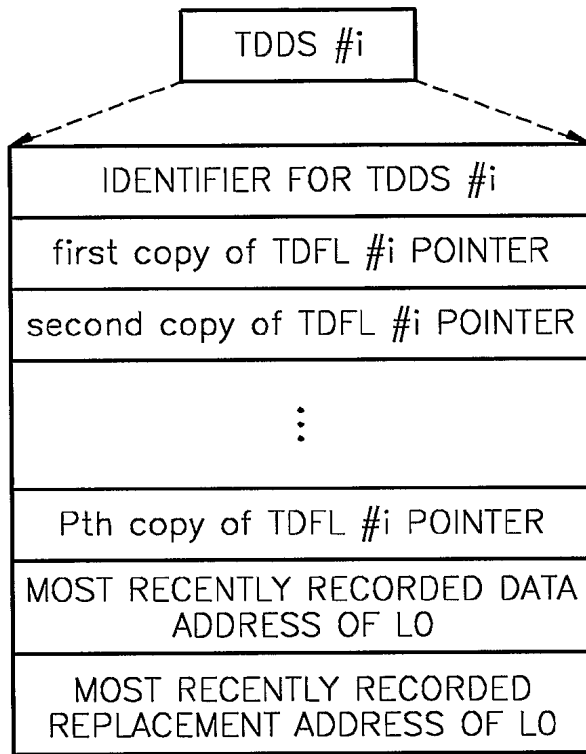 TDDS #i
IDENTIFIER FOR TDDS #i
first copy of TDFL #i POINTER
second copy of TDFL #i POINTER
⋮
Pth copy of TDFL #i POINTER
MOST RECENTLY RECORDED DATA
ADDRESS OF L0
MOST RECENTLY RECORDED
REPLACEMENT ADDRESS OF L0